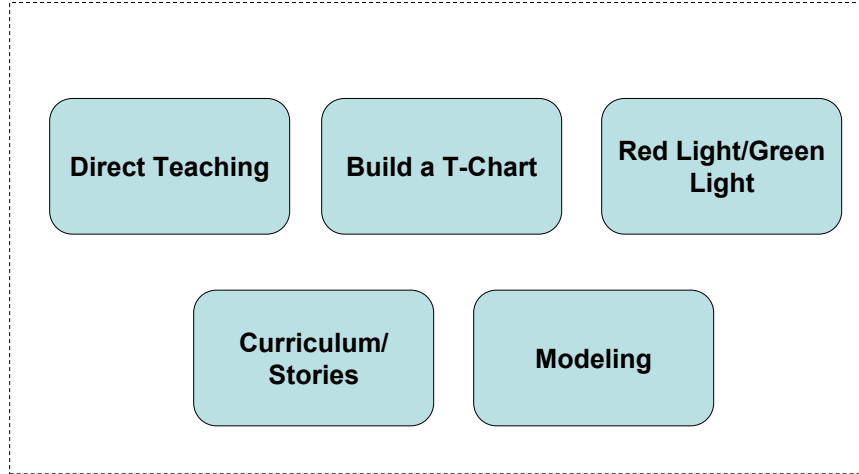 Direct Teaching
Build a T-Chart
Red Light/Green
Light
Curriculum/
Stories
Modeling